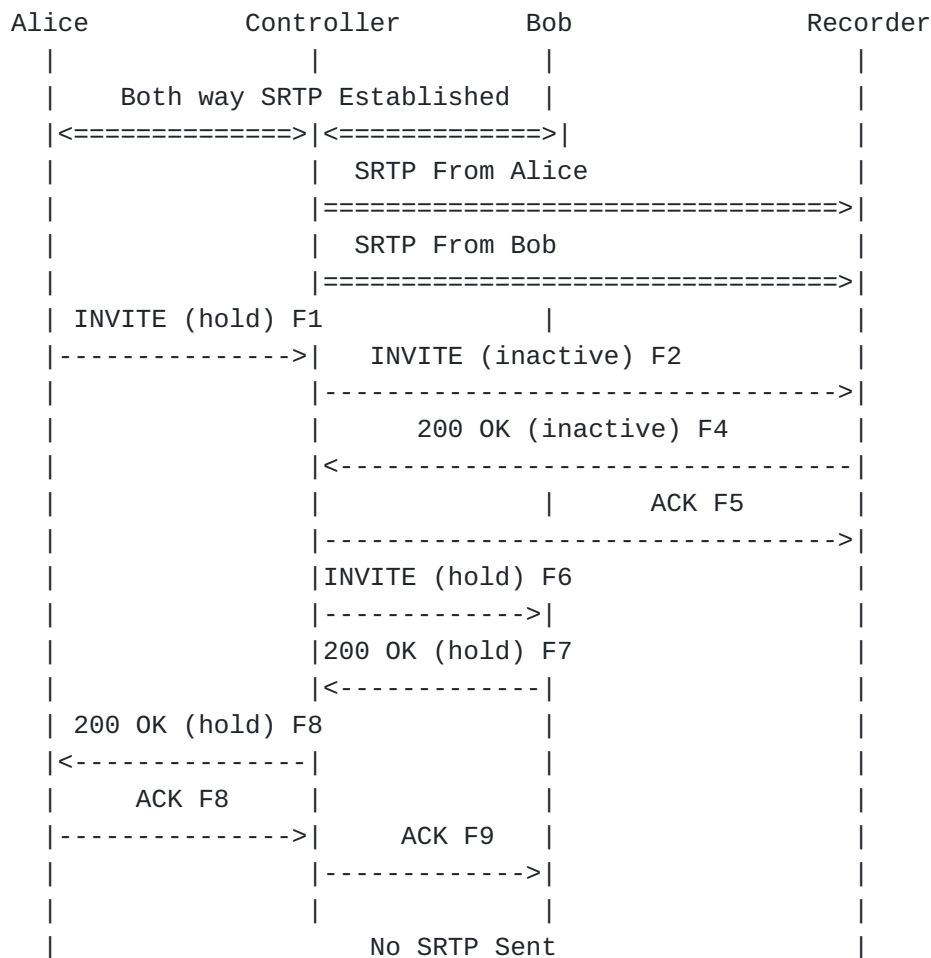 Alice Controller Bob Recorder
Both way SRTP Established
SRTP From Alice
SRTP From Bob
INVITE (hold) F1
INVITE (inactive) F2
200 OK (inactive) F4
ACK F5
INVITE (hold) F6
200 OK (hold) F7
200 OK (hold) F8
ACK F8
ACK F9
No SRTP Sent